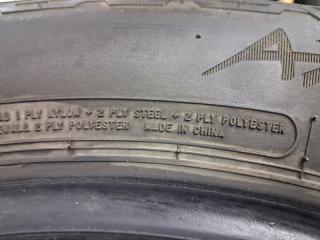 1 PLY NYLON + 2 PLY STEEL + 2 PLY POLYESTER
2 PLY POLYESTER MADE IN CHINA